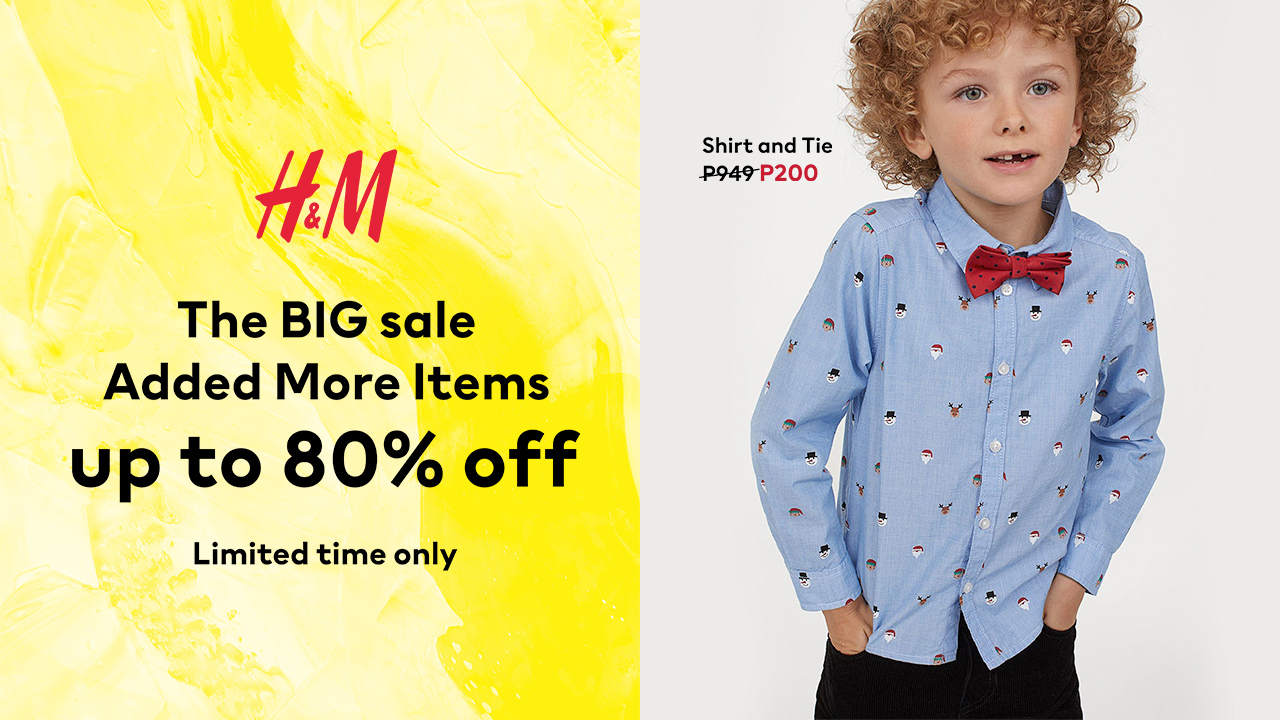 H&M
The BIG sale
Added More Items
up to 80% off
Limited time only
Shirt and Tie
P949 P200